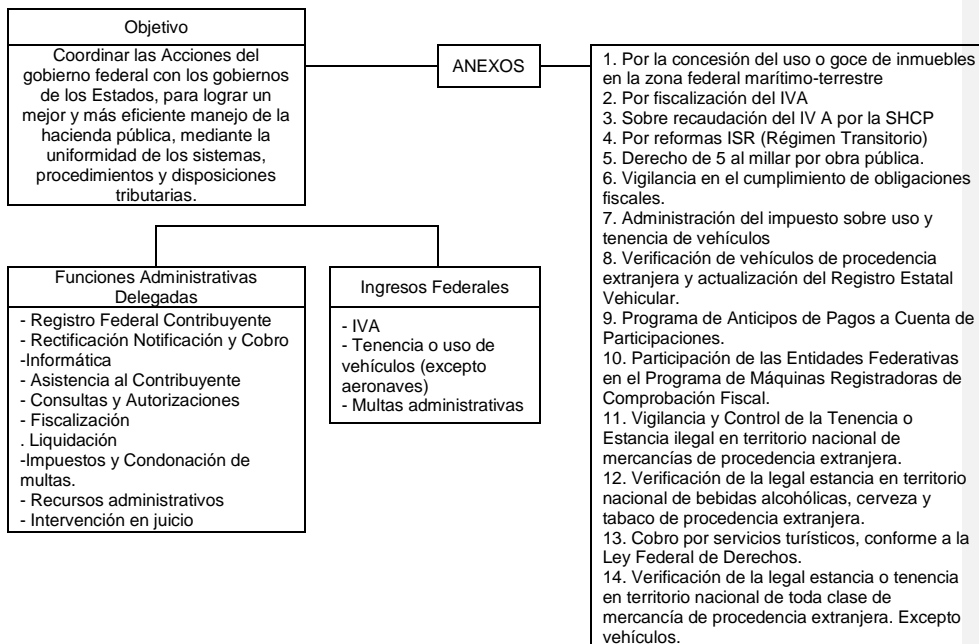 Objetivo
Coordinar las Acciones del
gobierno federal con los gobiernos
de los Estados, para lograr un
mejor y más eficiente manejo de la
hacienda pública, mediante la
uniformidad de los sistemas,
procedimientos y disposiciones
tributarias.
ANEXOS
1. Por la concesión del uso o goce de inmuebles
en la zona federal marítimo-terrestre
2. Por fiscalización del IVA
3. Sobre recaudación del IV A por la SHCP
4. Por reformas ISR (Régimen Transitorio)
5. Derecho de 5 al millar por obra pública.
6. Vigilancia en el cumplimiento de obligaciones
fiscales.
7. Administración del impuesto sobre uso y
tenencia de vehículos
8. Verificación de vehículos de procedencia
extranjera y actualización del Registro Estatal
Vehicular.
9. Programa de Anticipos de Pagos a Cuenta de
Participaciones.
10. Participación de las Entidades Federativas
en el Programa de Máquinas Registradoras de
Comprobación Fiscal.
11. Vigilancia y Control de la Tenencia o
Estancia ilegal en territorio nacional de
mercancías de procedencia extranjera.
12. Verificación de la legal estancia en territorio
nacional de bebidas alcohólicas, cerveza y
tabaco de procedencia extranjera.
13. Cobro por servicios turísticos, conforme a la
Ley Federal de Derechos.
14. Verificación de la legal estancia o tenencia
en territorio nacional de toda clase de
mercancía de procedencia extranjera. Excepto
vehículos.
Funciones Administrativas
Delegadas
- Registro Federal Contribuyente
- Rectificación Notificación y Cobro
-Informática
- Asistencia al Contribuyente
- Consultas y Autorizaciones
- Fiscalización
. Liquidación
-Impuestos y Condonación de
multas.
- Recursos administrativos
- Intervención en juicio
Ingresos Federales
- IVA
- Tenencia o uso de
vehículos (excepto
aeronaves)
- Multas administrativas